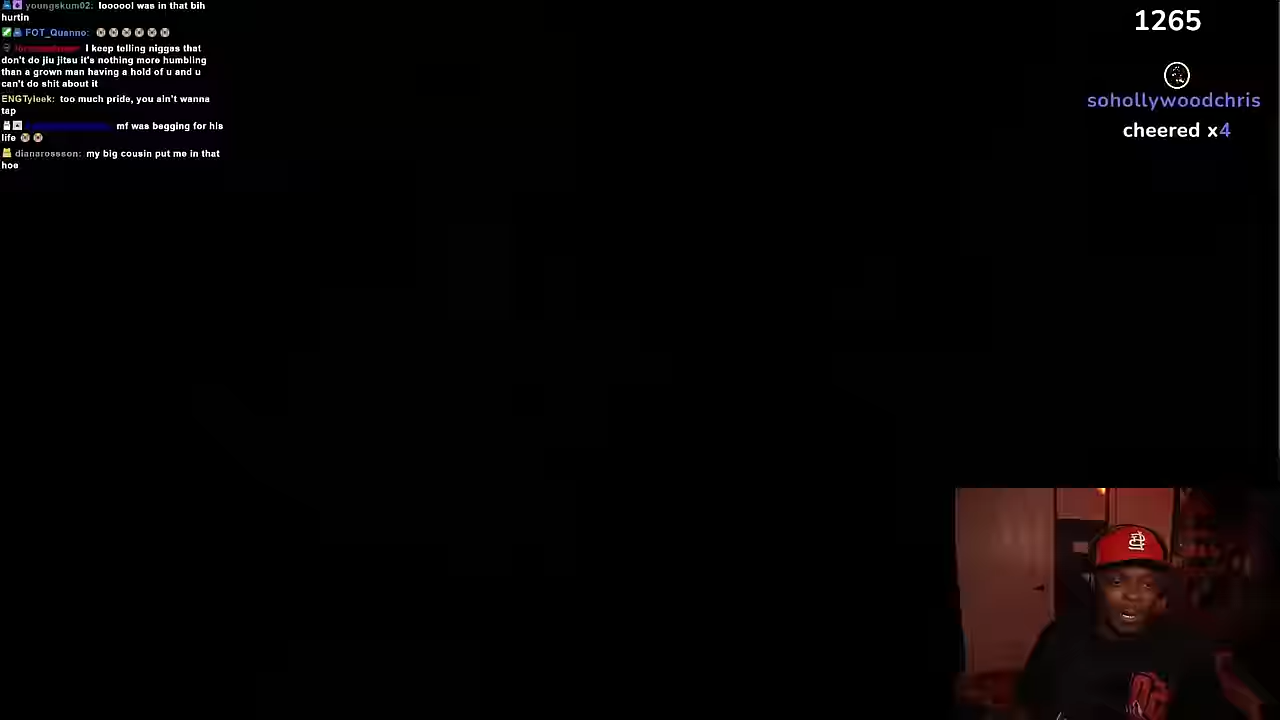 youngskum02: loooool was in that bih
hurtin
FOT_Quanno:
I keep telling niggas that
don't do jiu jitsu it's nothing more humbling
than a grown man having a hold of u and u
can't do shit about it
ENGTyleek: too much pride, you ain't wanna
tap
mf was begging for his
life
dianarossson: my big cousin put me in that
hoe
1265
sohollywoodchris
cheered x4